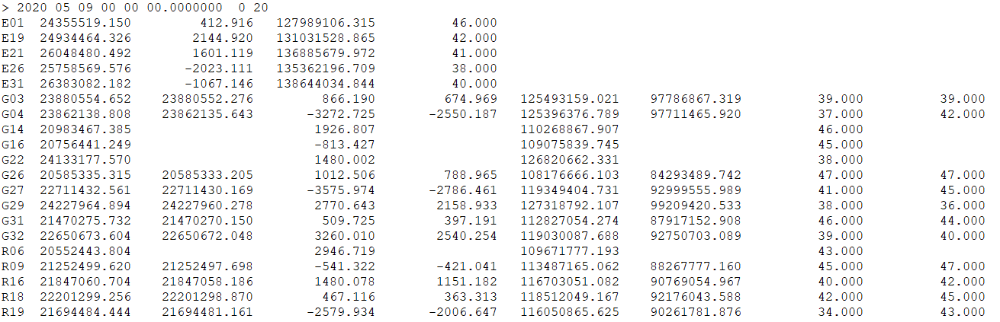 > 2020 05 09 00 00 00.0000000  0 20
E01  24355519.150         412.916   127989106.315          46.000
E19  24934464.326        2144.920   131031528.865          42.000
E21  26048480.492        1601.119   136885679.972          41.000
E26  25758569.576       -2023.111   135362196.709          38.000
E31  26383082.182       -1067.146   138644034.844          40.000
G03  23880554.652    23880552.276         866.190         674.969   125493159.021    97786867.319          39.000          39.000
G04  23862138.808    23862135.643       -3272.725       -2550.187   125396376.789    97711465.920          37.000          42.000
G14  20983467.385                        1926.807                   110268867.907                          46.000
G16  20756441.249                        -813.427                   109075839.745                          45.000
G22  24133177.570                        1480.002                   126820662.331                          38.000
G26  20585335.315    20585333.205        1012.506         788.965   108176666.103    84293489.742          47.000          47.000
G27  22711432.561    22711430.169       -3575.974       -2786.461   119349404.731    92999555.989          41.000          45.000
G29  24227964.894    24227960.278        2770.643        2158.933   127318792.107    99209420.533          38.000          36.000
G31  21470275.732    21470270.150         509.725         397.191   112827054.274    87917152.908          46.000          44.000
G32  22650673.604    22650672.048        3260.010        2540.254   119030087.688    92750703.089          39.000          40.000
R06  20552443.804                        2946.719                   109671777.193                          43.000
R09  21252499.620    21252497.698        -541.322        -421.041   113487165.062    88267777.160          45.000          47.000
R16  21847060.704    21847058.186        1480.078        1151.182   116703051.082    90769054.967          40.000          42.000
R18  22201299.256    22201298.870         467.116         363.313   118512049.167    92176043.588          42.000          45.000
R19  21694484.444    21694481.161       -2579.934       -2006.647   116050865.625    90261781.876          34.000          43.000